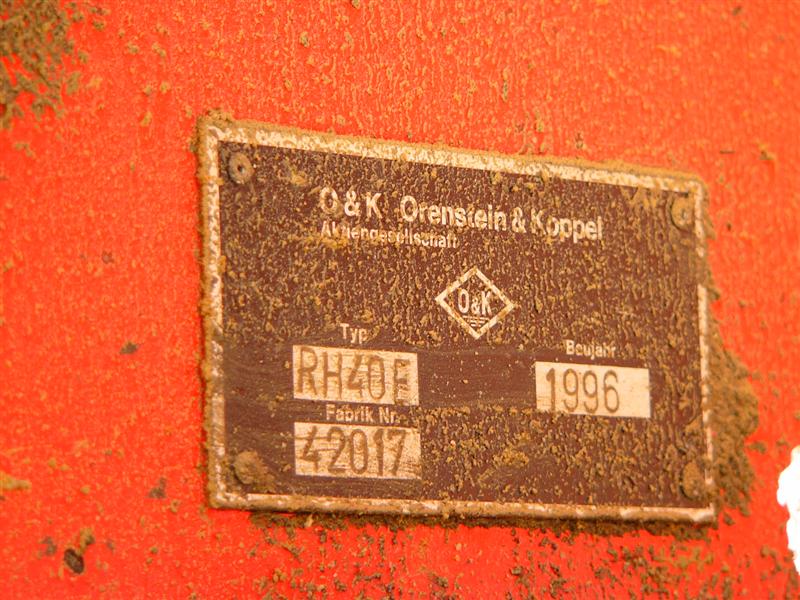 O & K Orenstein & Koppel
Aktiengesellschaft
O&K
Typ
RH40E
Baujahr
1996
Fabrik Nr.
42017